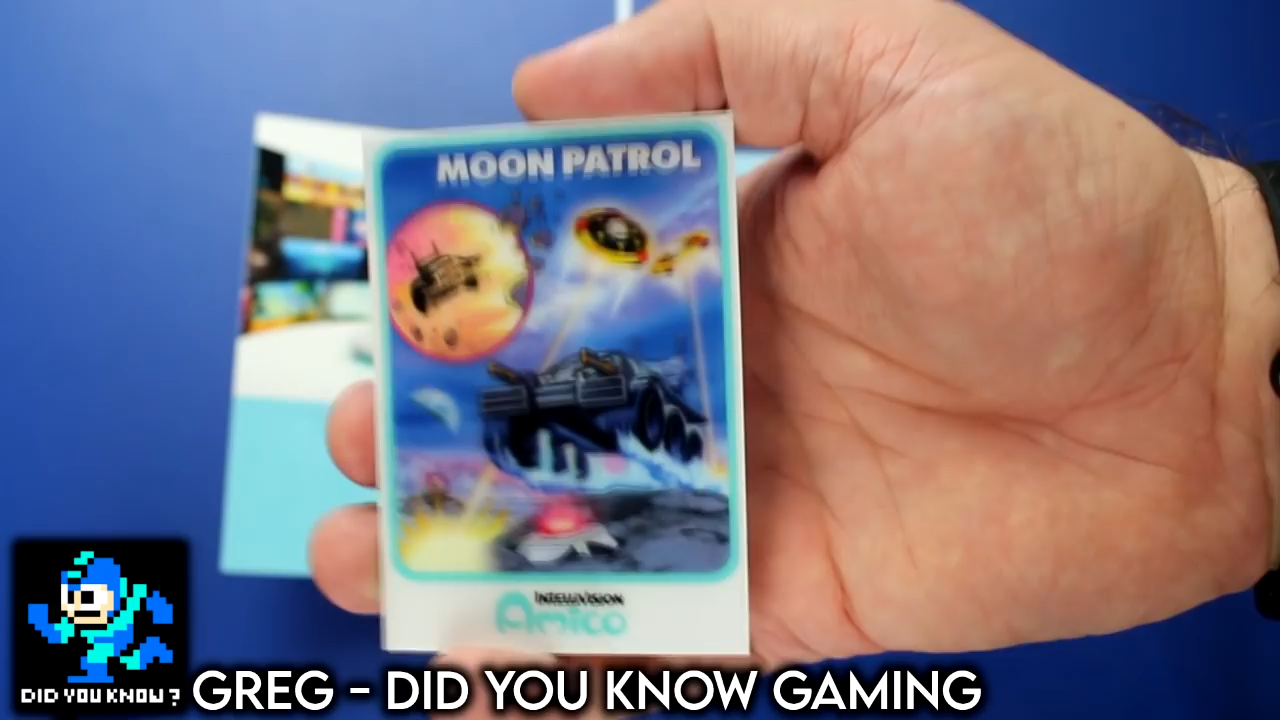 MOON PATROL
INTELLIVISION
Amico
DID YOU KNOW?
GREG - DID YOU KNOW GAMING